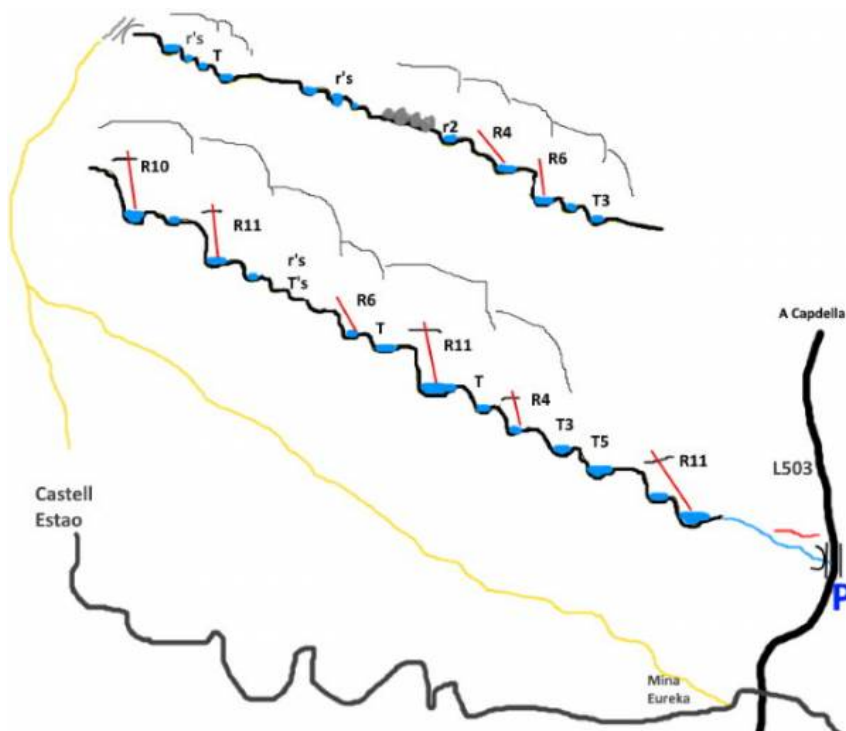 r's
T
r's
r2
R4
R6
T3
R10
R11
r's
T's
R6
T
R11
T
R4
T3
T5
R11
A Capdella
L503
P
Castell
Estao
Mina
Eureka